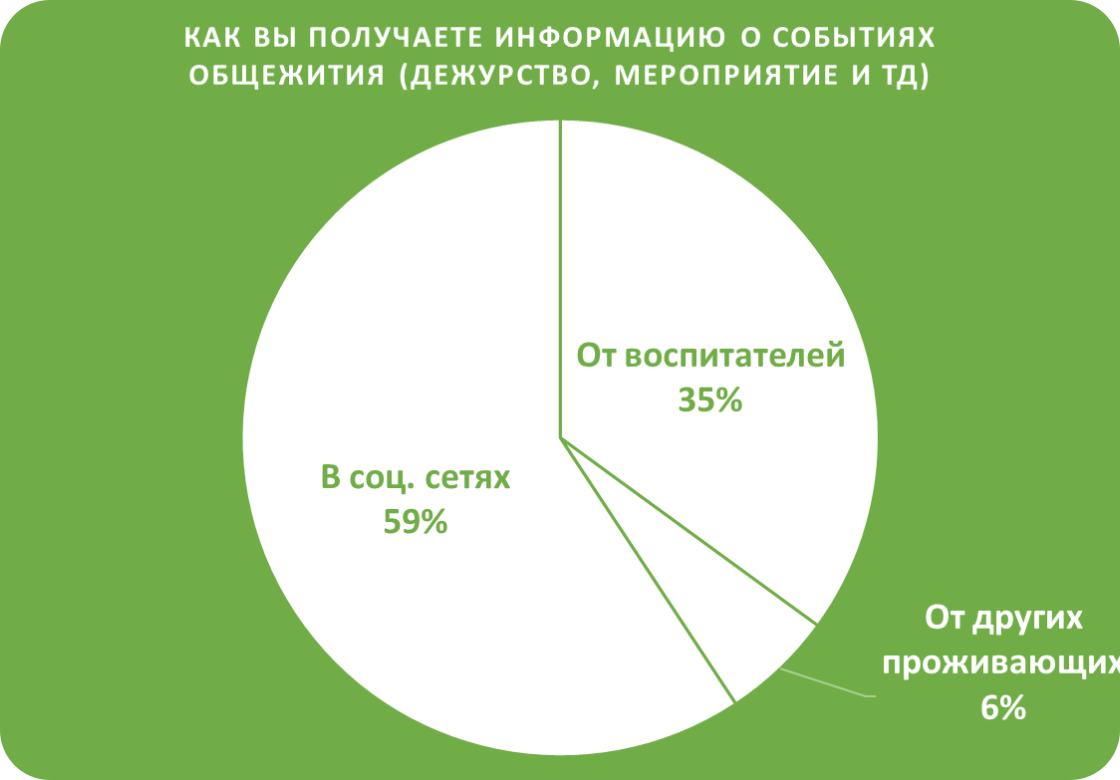 КАК ВЫ ПОЛУЧАЕТЕ ИНФОРМАЦИЮ О СОБЫТИЯХ
ОБЩЕЖИТИЯ (ДЕЖУРСТВО, МЕРОПРИЯТИЕ И ТД)
От воспитателей
35%
В соц. сетях
59%
От других
проживающих
6%